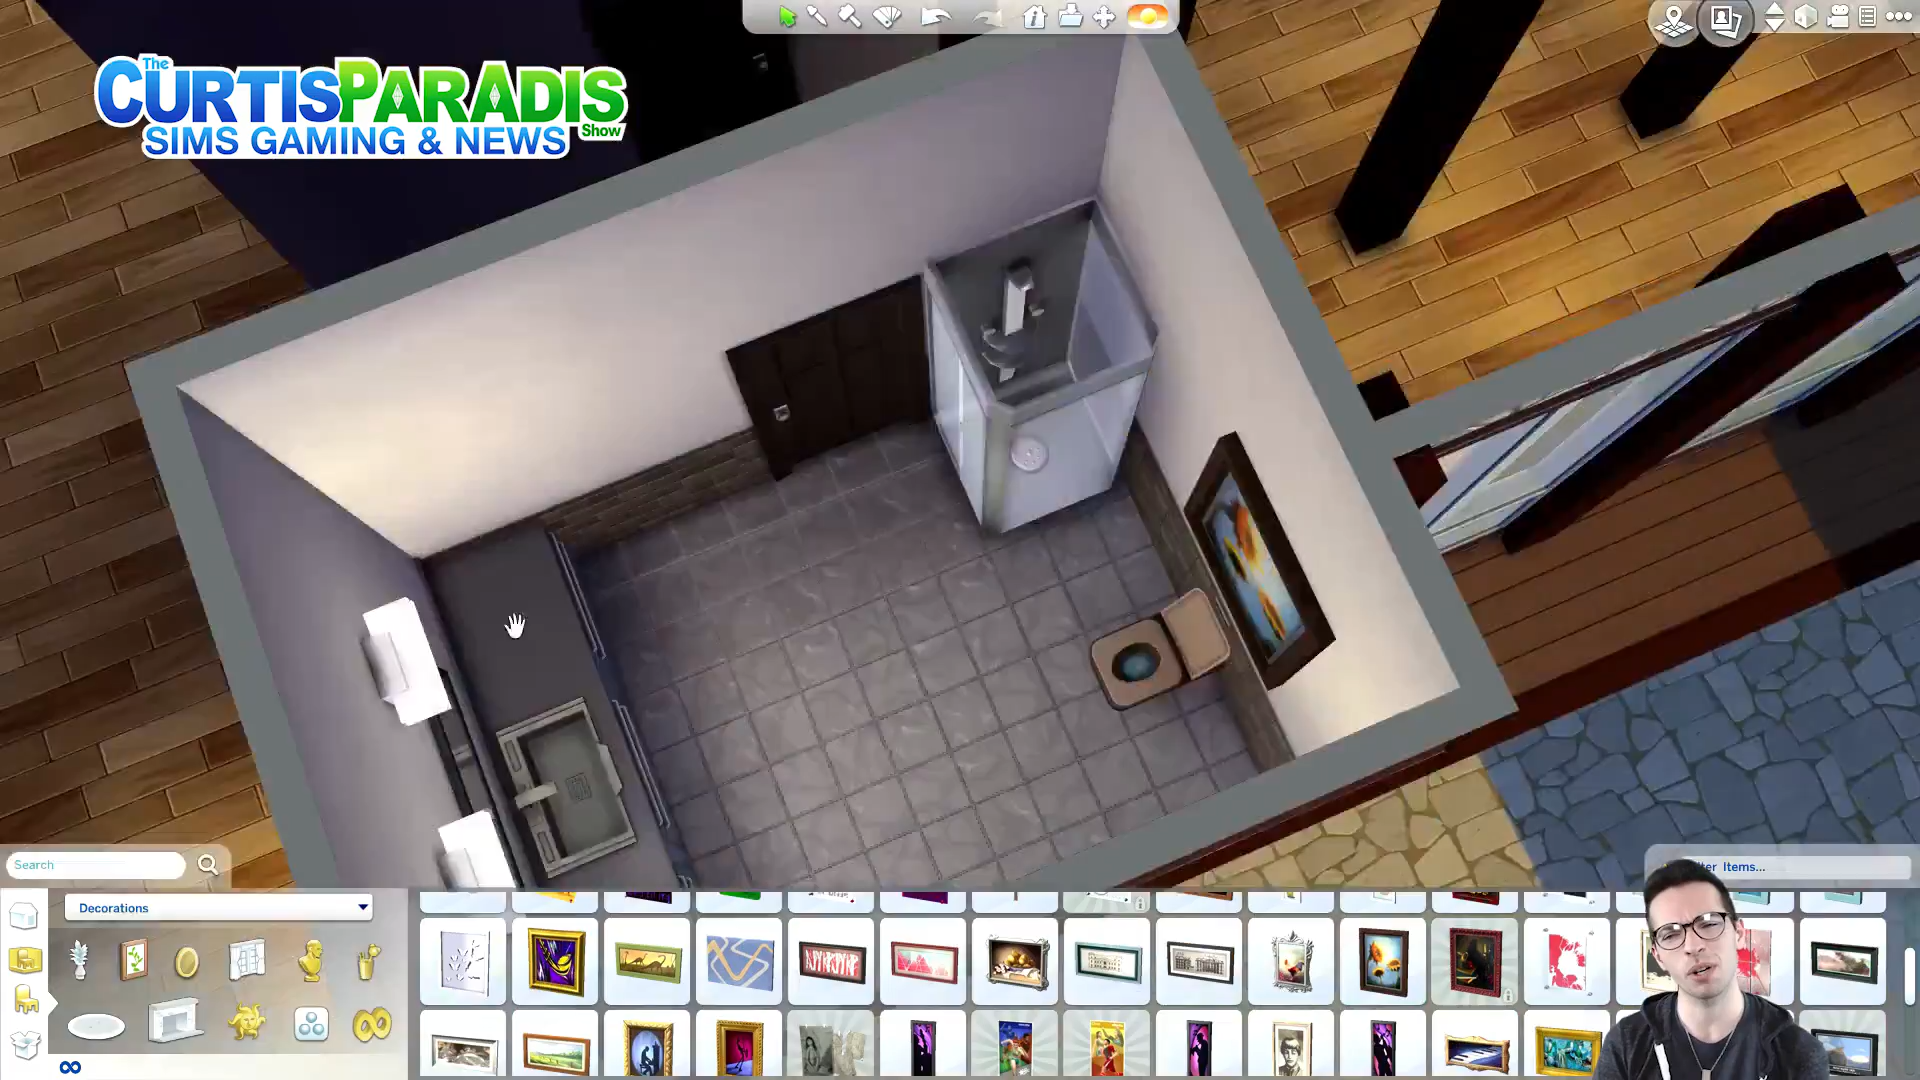 The
CURTISPARADIS
Show
SIMS GAMING & NEWS
Search
Items...
Decorations